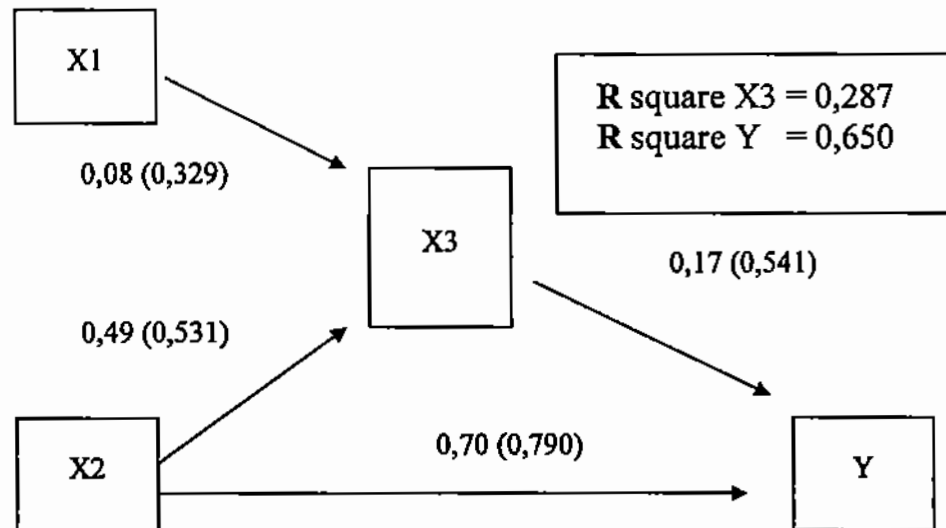 X1
R square X3 = 0,287
R square Y = 0,650
0,08 (0,329)
X3
0,17 (0,541)
0,49 (0,531)
0,70 (0,790)
X2
Y